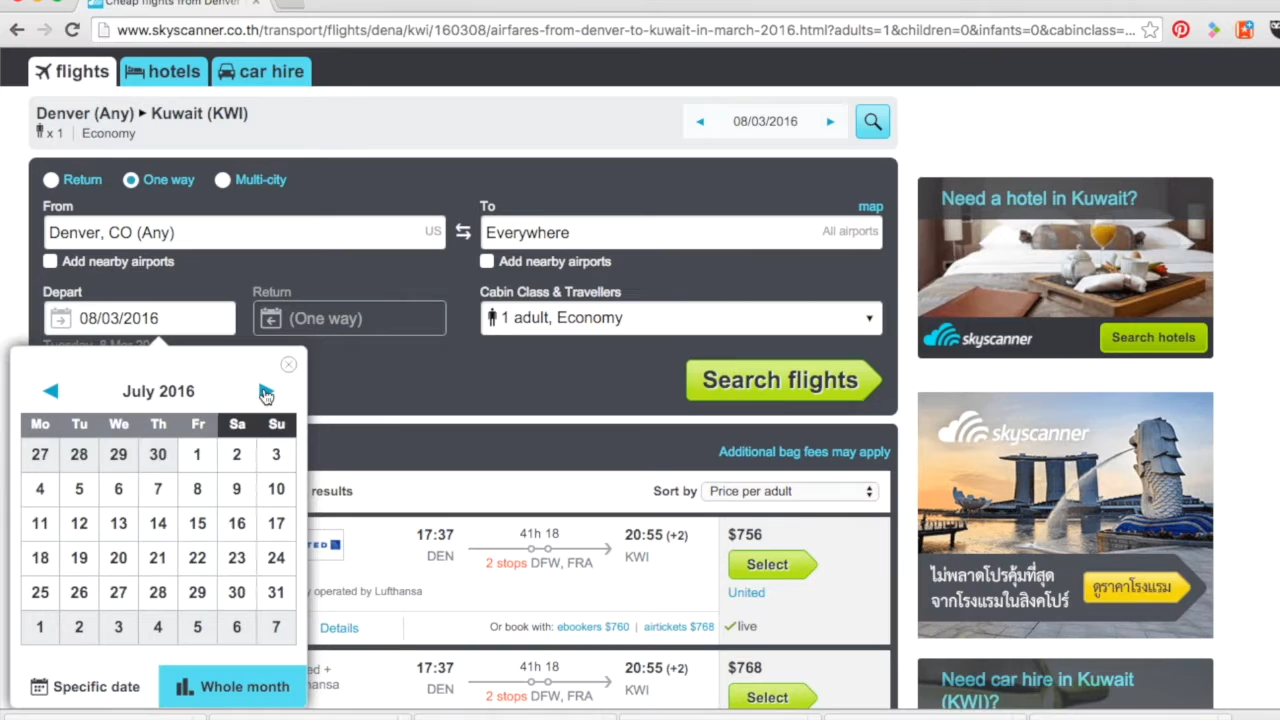 Cheap flights from Denver
www.skyscanner.co.th/transport/flights/dena/kwi/160308/airfares-from-denver-to-kuwait-in-march-2016.html?adults=1&children=0&infants=0&cabinclass=...
flights hotels car hire
Denver (Any) ▸ Kuwait (KWI)
x 1 | Economy
◄ 08/03/2016 ►
Return One way Multi-city
From
Denver, CO (Any) US
Add nearby airports
To map
Everywhere All airports
Add nearby airports
Depart
08/03/2016
Return
(One way)
Cabin Class & Travellers
1 adult, Economy
Search flights
July 2016
Mo Tu We Th Fr Sa Su
27 28 29 30 1 2 3
4 5 6 7 8 9 10
11 12 13 14 15 16 17
18 19 20 21 22 23 24
25 26 27 28 29 30 31
1 2 3 4 5 6 7
Specific date Whole month
Additional bag fees may apply
results
Sort by Price per adult
17:37 41h 18 20:55 (+2)
DEN 2 stops DFW, FRA KWI
operated by Lufthansa
$756
Select
United
Details
Or book with: ebookers $760 | airtickets $768
live
17:37 41h 18 20:55 (+2)
DEN 2 stops DFW, FRA KWI
$768
Select
Need a hotel in Kuwait?
skyscanner
Search hotels
skyscanner
ไม่พลาดโปรคุ้มที่สุด
จากโรงแรมในสิงคโปร์
ดูราคาโรงแรม
Need car hire in Kuwait
(KWI)?